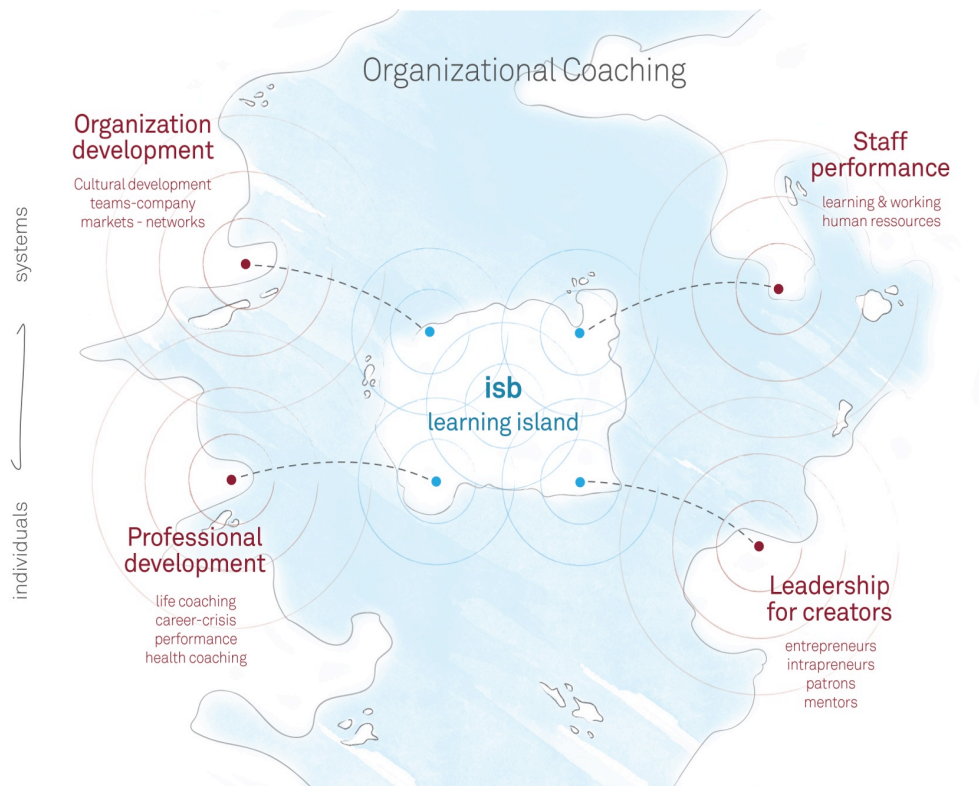 Organizational Coaching
Organization
development
Cultural development
teams-company
markets - networks
Staff
performance
learning & working
human ressources
systems
individuals
isb
learning island
Professional
development
life coaching
career-crisis
performance
health coaching
Leadership
for creators
entrepreneurs
intrapreneurs
patrons
mentors